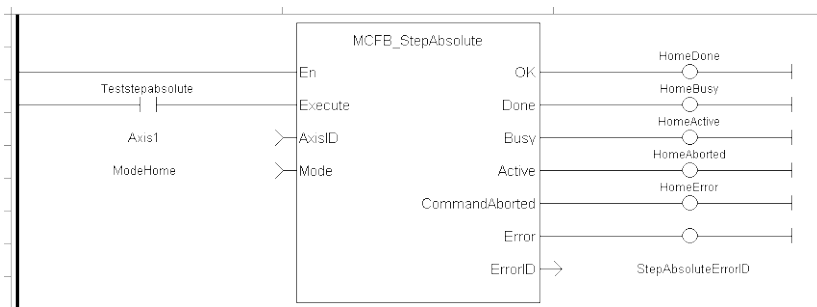 MCFB_StepAbsolute
HomeDone
En OK
Teststepabsolute HomeBusy
Execute Done
HomeActive
Axis1 AxisID Busy
HomeAborted
ModeHome Mode Active
HomeError
CommandAborted
Error
ErrorID StepAbsoluteErrorID